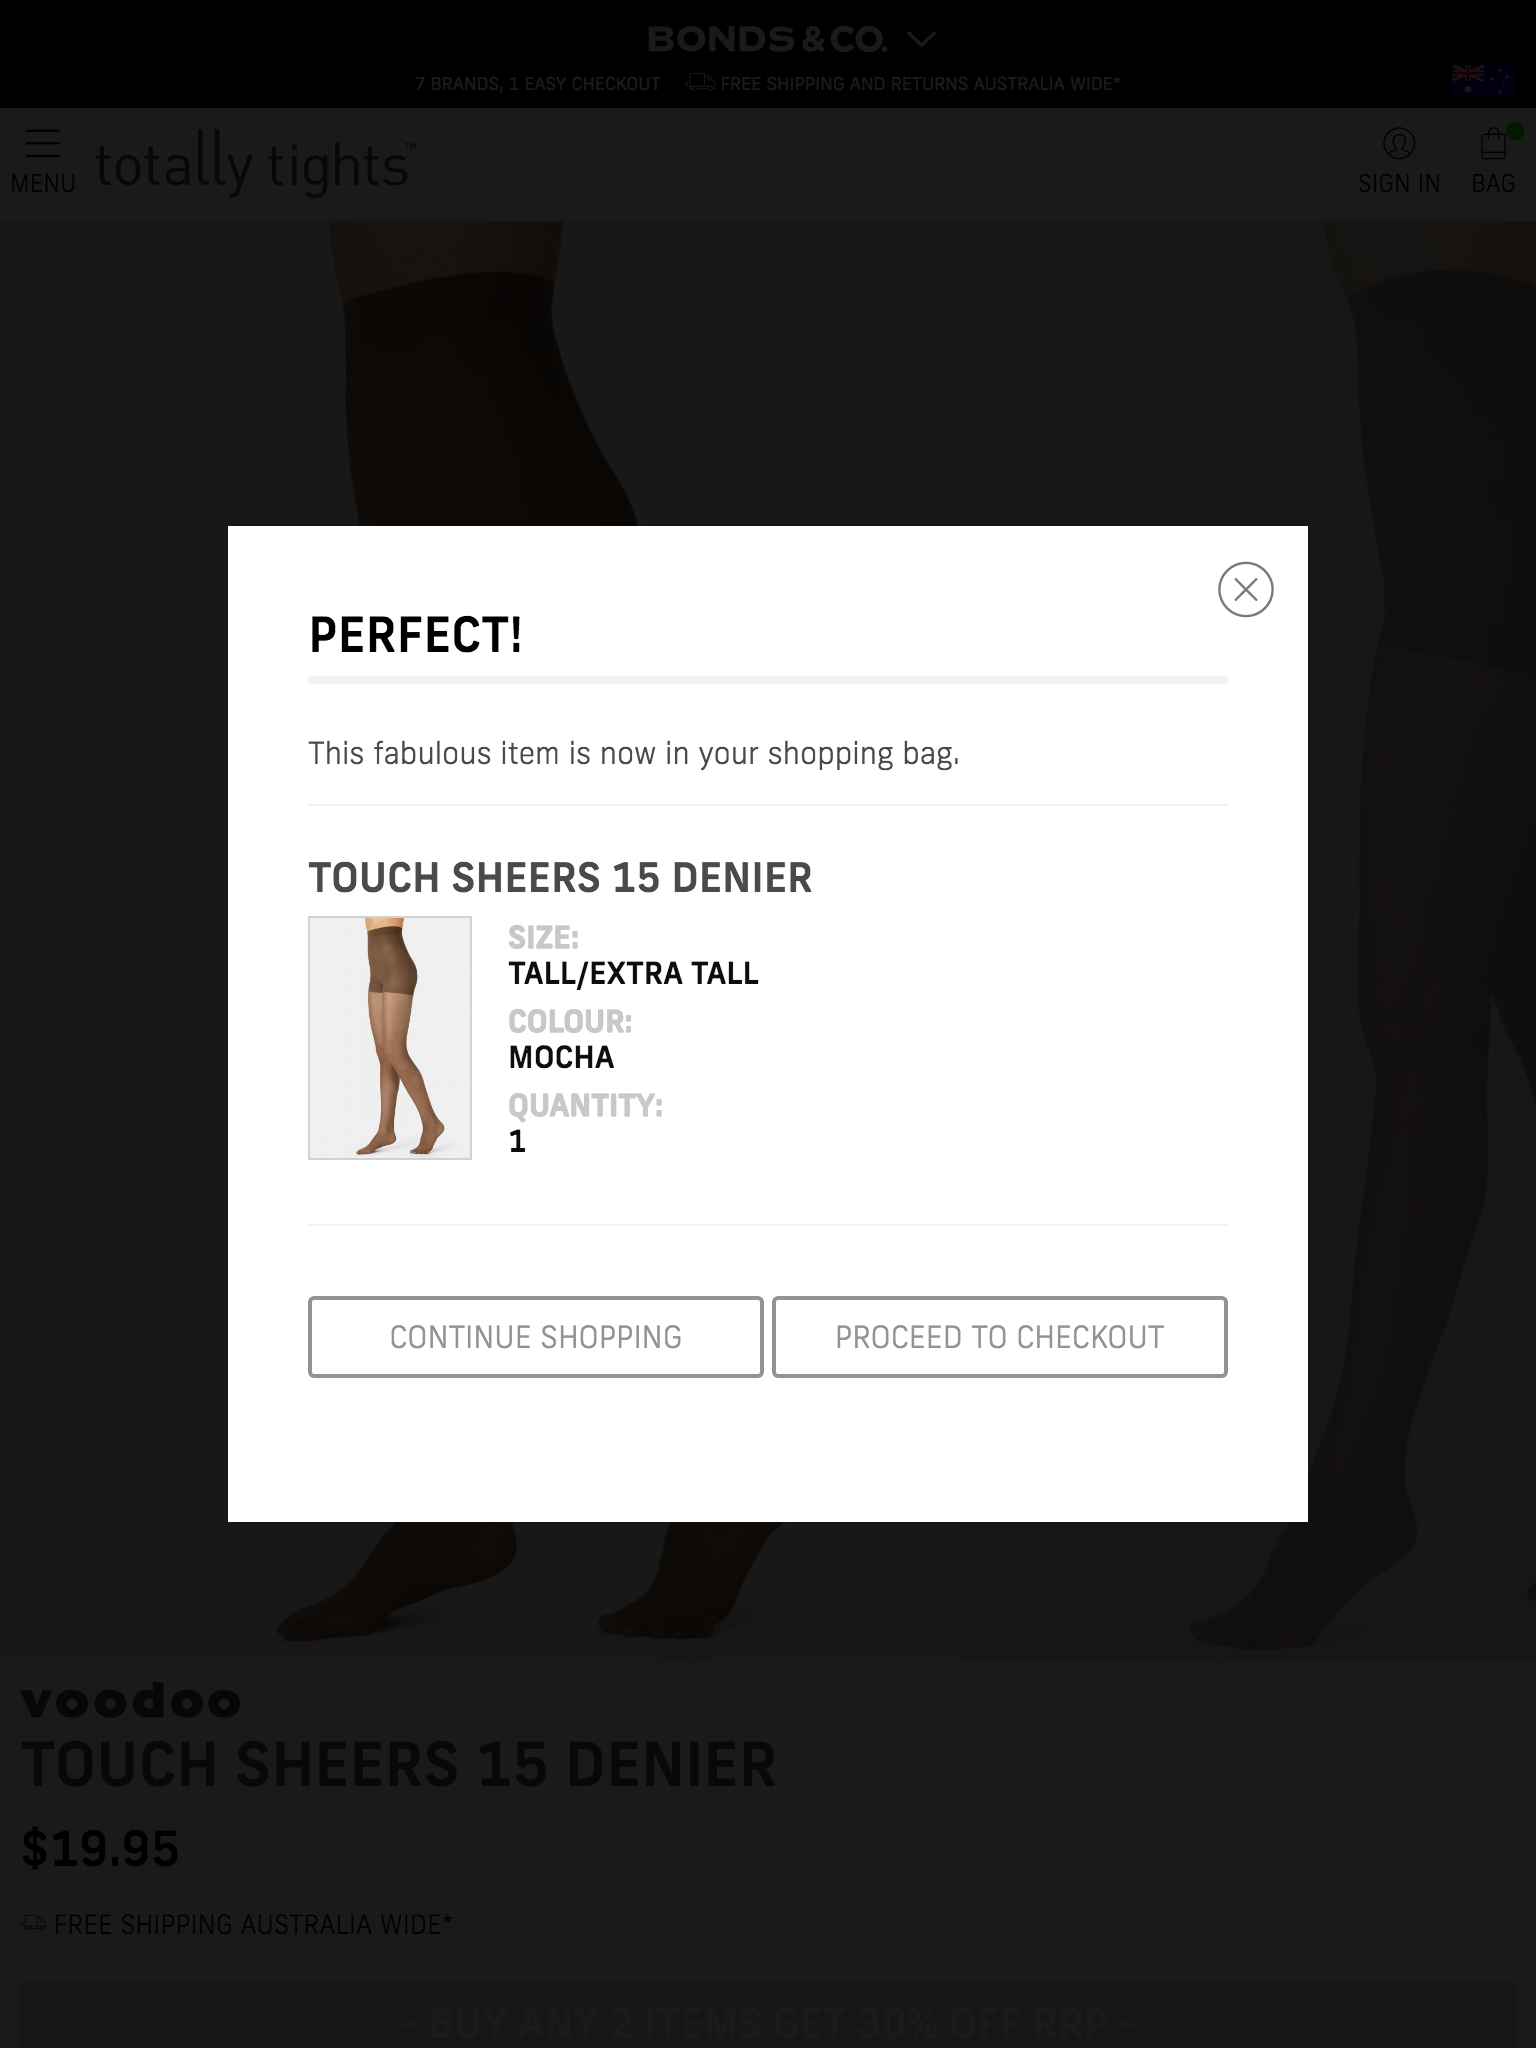 BONDS & CO.
7 BRANDS, 1 EASY CHECKOUT FREE SHIPPING AND RETURNS AUSTRALIA WIDE*
MENU
totally tights™
SIGN IN
BAG
PERFECT!
This fabulous item is now in your shopping bag.
TOUCH SHEERS 15 DENIER
SIZE:
TALL/EXTRA TALL
COLOUR:
MOCHA
QUANTITY:
1
CONTINUE SHOPPING
PROCEED TO CHECKOUT
voodoo
TOUCH SHEERS 15 DENIER
$19.95
FREE SHIPPING AUSTRALIA WIDE*
- BUY ANY 2 ITEMS GET 30% OFF RRP -